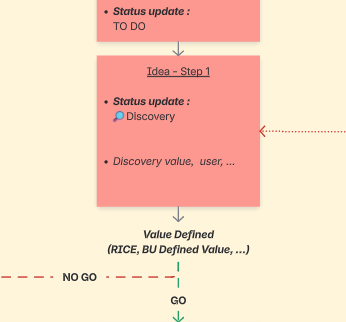 • Status update :
TO DO
Idea - Step 1
• Status update :
🔎 Discovery
• Discovery value, user, ...
Value Defined
(RICE, BU Defined Value, ...)
NO GO
GO